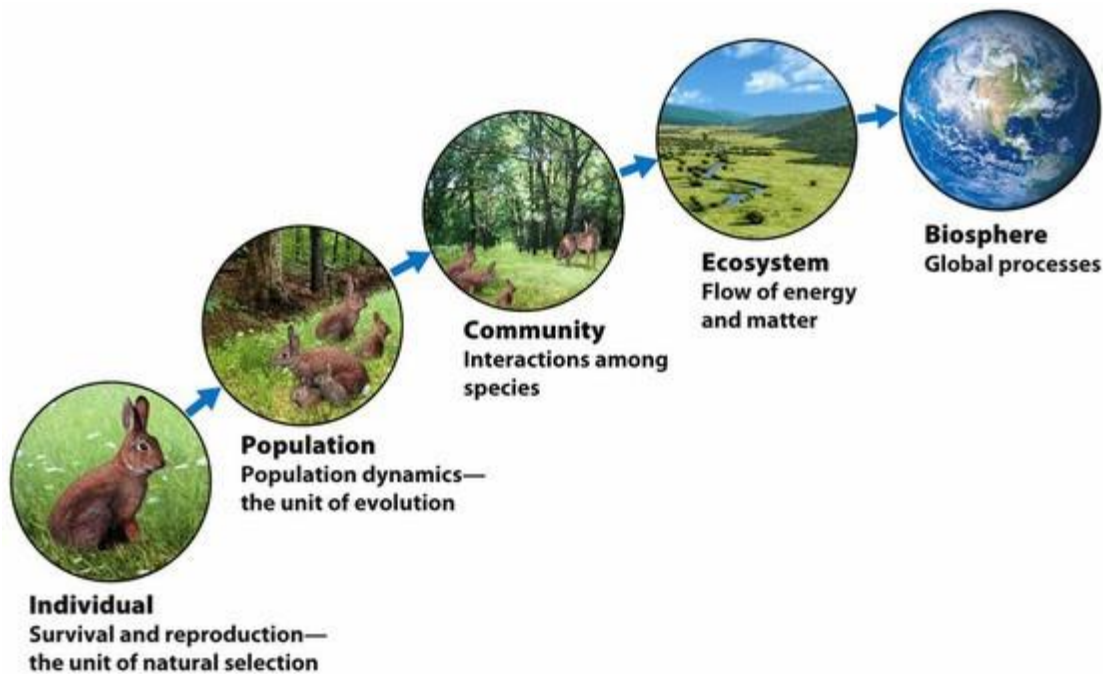 Individual
Survival and reproduction—
the unit of natural selection
Population
Population dynamics—
the unit of evolution
Community
Interactions among
species
Ecosystem
Flow of energy
and matter
Biosphere
Global processes